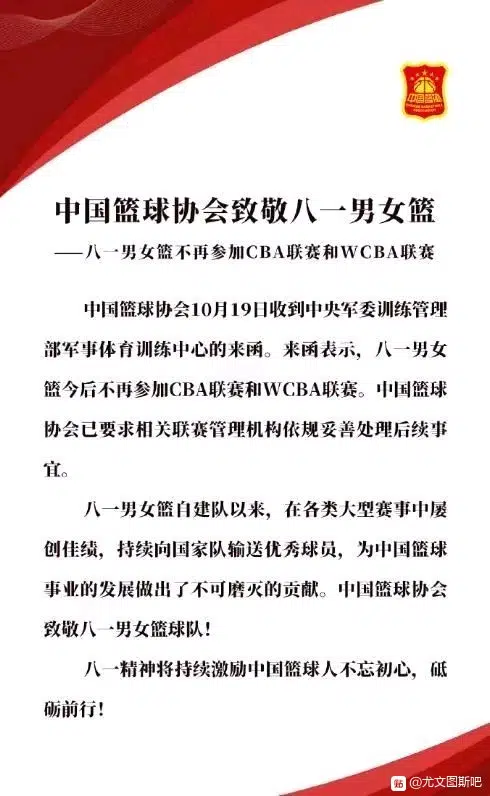 中国篮球
中国篮球协会致敬八一男女篮
——八一男女篮不再参加CBA联赛和WCBA联赛
中国篮球协会10月19日收到中央军委训练管理
部军事体育训练中心的来函。来函表示，八一男女
篮今后不再参加CBA联赛和WCBA联赛。中国篮球
协会已要求相关联赛管理机构依规妥善处理后续事
宜。
八一男女篮自建队以来，在各类大型赛事中屡
创佳绩，持续向国家队输送优秀球员，为中国篮球
事业的发展做出了不可磨灭的贡献。中国篮球协会
致敬八一男女篮球队！
八一精神将持续激励中国篮球人不忘初心，砥
砺前行！
贴 @尤文图斯吧